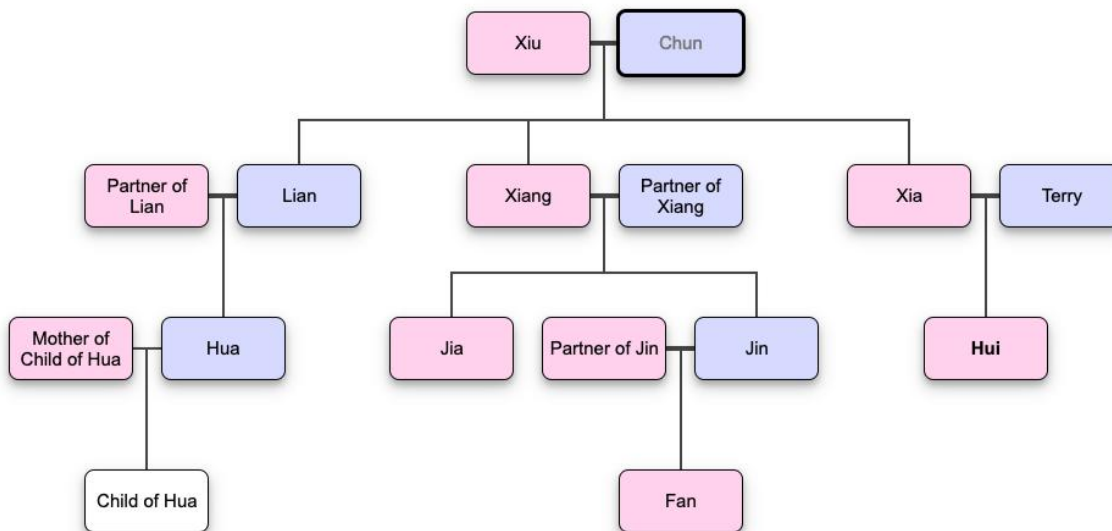 Xiu
Chun
Partner of
Lian
Lian
Xiang
Partner of
Xiang
Xia
Terry
Mother of
Child of Hua
Hua
Jia
Partner of Jin
Jin
Hui
Child of Hua
Fan